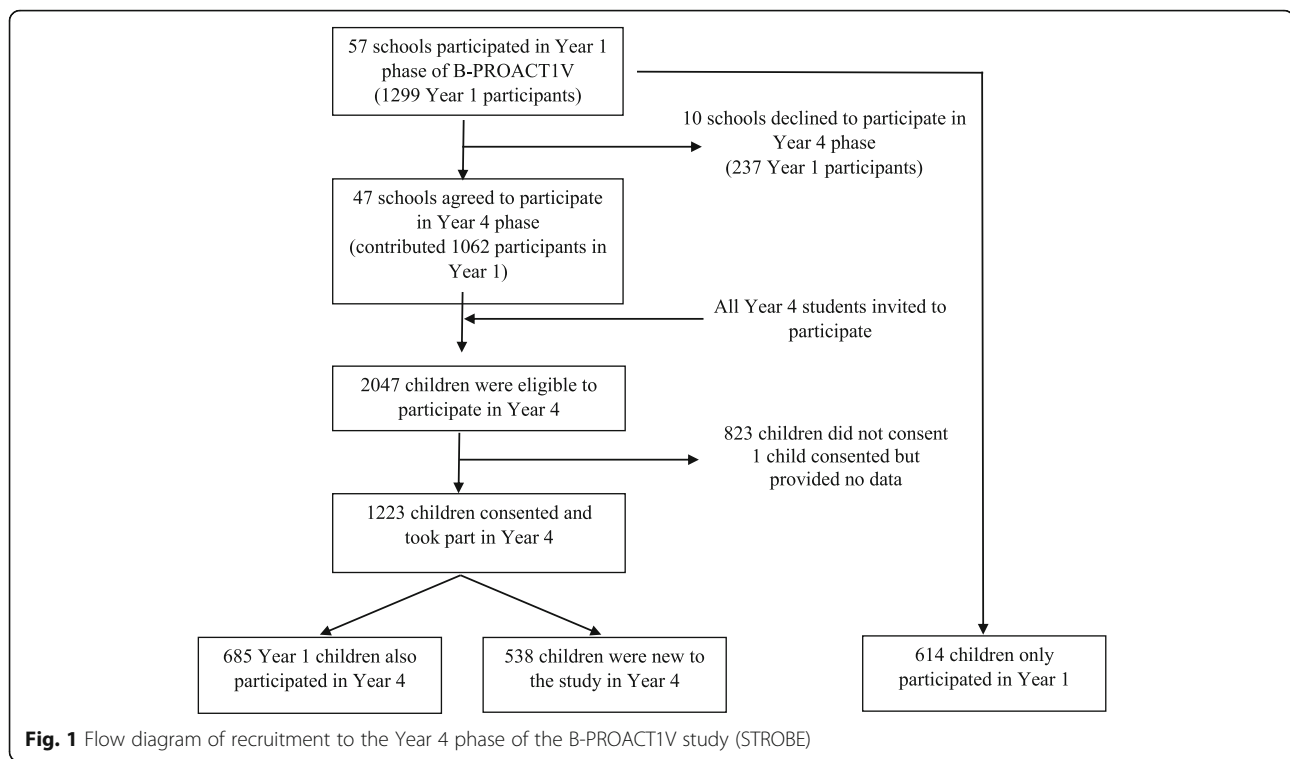 57 schools participated in Year 1
phase of B-PROACT1V
(1299 Year 1 participants)
10 schools declined to participate in
Year 4 phase
(237 Year 1 participants)
47 schools agreed to participate
in Year 4 phase
(contributed 1062 participants in
Year 1)
All Year 4 students invited to
participate
2047 children were eligible to
participate in Year 4
823 children did not consent
1 child consented but
provided no data
1223 children consented and
took part in Year 4
685 Year 1 children also
participated in Year 4
538 children were new to
the study in Year 4
614 children only
participated in Year 1
Fig. 1 Flow diagram of recruitment to the Year 4 phase of the B-PROACT1V study (STROBE)